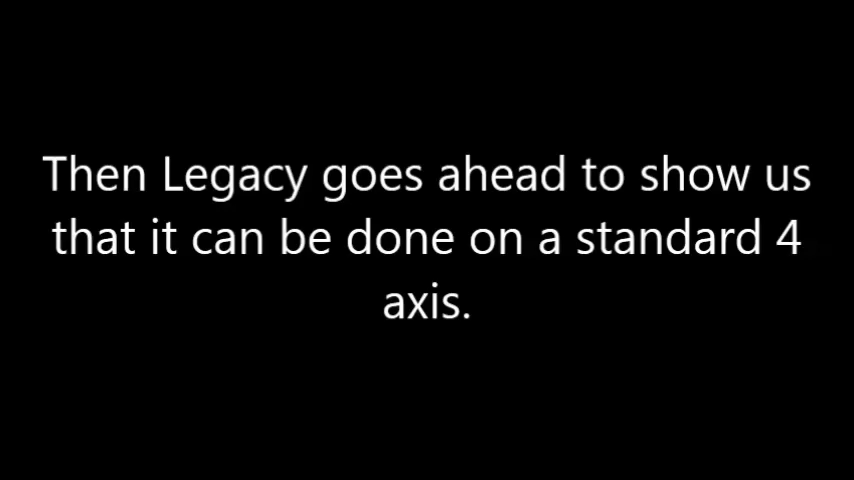 Then Legacy goes ahead to show us
that it can be done on a standard 4
axis.